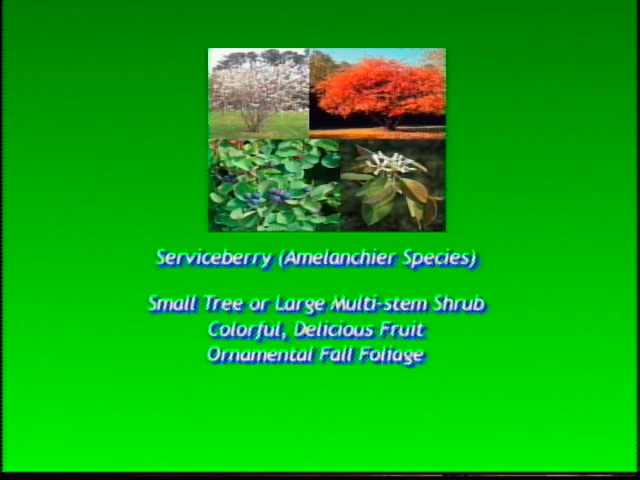 Serviceberry (Amelanchier Species)
Small Tree or Large Multi-stem Shrub
Colorful, Delicious Fruit
Ornamental Fall Foliage